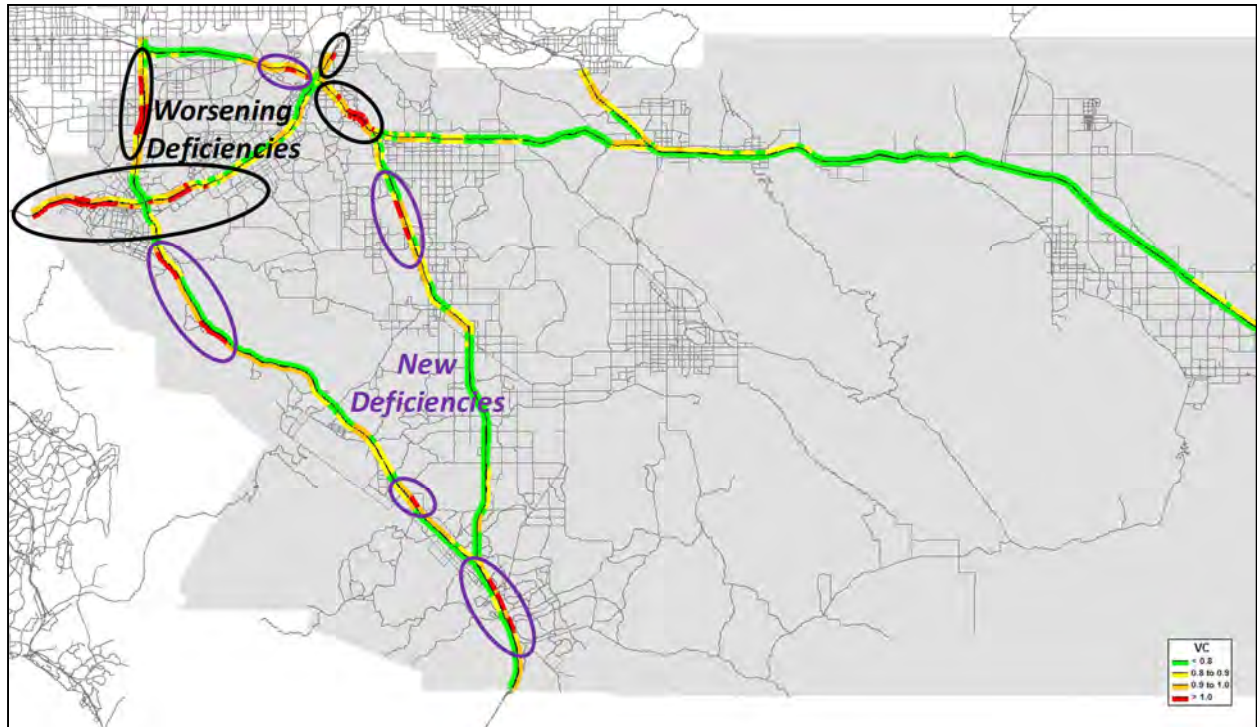 Worsening
Deficiencies
New
Deficiencies
VC
< 0.8
0.8 to 0.9
0.9 to 1.0
> 1.0